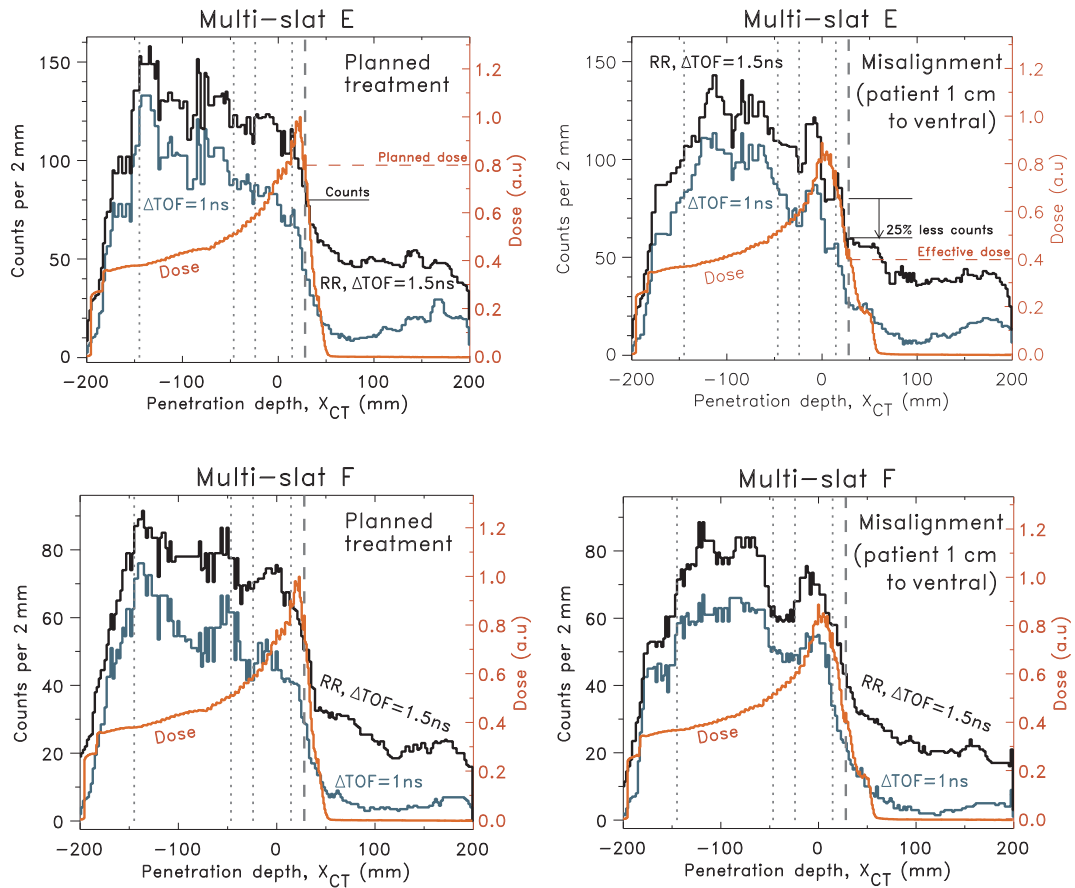 Multi-slat E
Planned
treatment
Planned dose
Counts
ΔTOF=1ns
Dose
RR, ΔTOF=1.5ns
Counts per 2 mm
0
50
100
150
Dose (a.u)
0.0
0.2
0.4
0.6
0.8
1.0
1.2
-200
-100
0
100
200
Penetration depth, XCT (mm)
Multi-slat E
RR, ΔTOF=1.5ns
Misalignment
(patient 1 cm
to ventral)
ΔTOF=1ns
25% less counts
Effective dose
Dose
Counts per 2 mm
0
50
100
150
Dose (a.u)
0.0
0.2
0.4
0.6
0.8
1.0
1.2
-200
-100
0
100
200
Penetration depth, XCT (mm)
Multi-slat F
Planned
treatment
RR, ΔTOF=1.5ns
Dose
ΔTOF=1ns
Counts per 2 mm
0
20
40
60
80
Dose (a.u)
0.0
0.2
0.4
0.6
0.8
1.0
1.2
-200
-100
0
100
200
Penetration depth, XCT (mm)
Multi-slat F
Misalignment
(patient 1 cm
to ventral)
RR, ΔTOF=1.5ns
Dose
ΔTOF=1ns
Counts per 2 mm
0
20
40
60
80
Dose (a.u)
0.0
0.2
0.4
0.6
0.8
1.0
1.2
-200
-100
0
100
200
Penetration depth, XCT (mm)